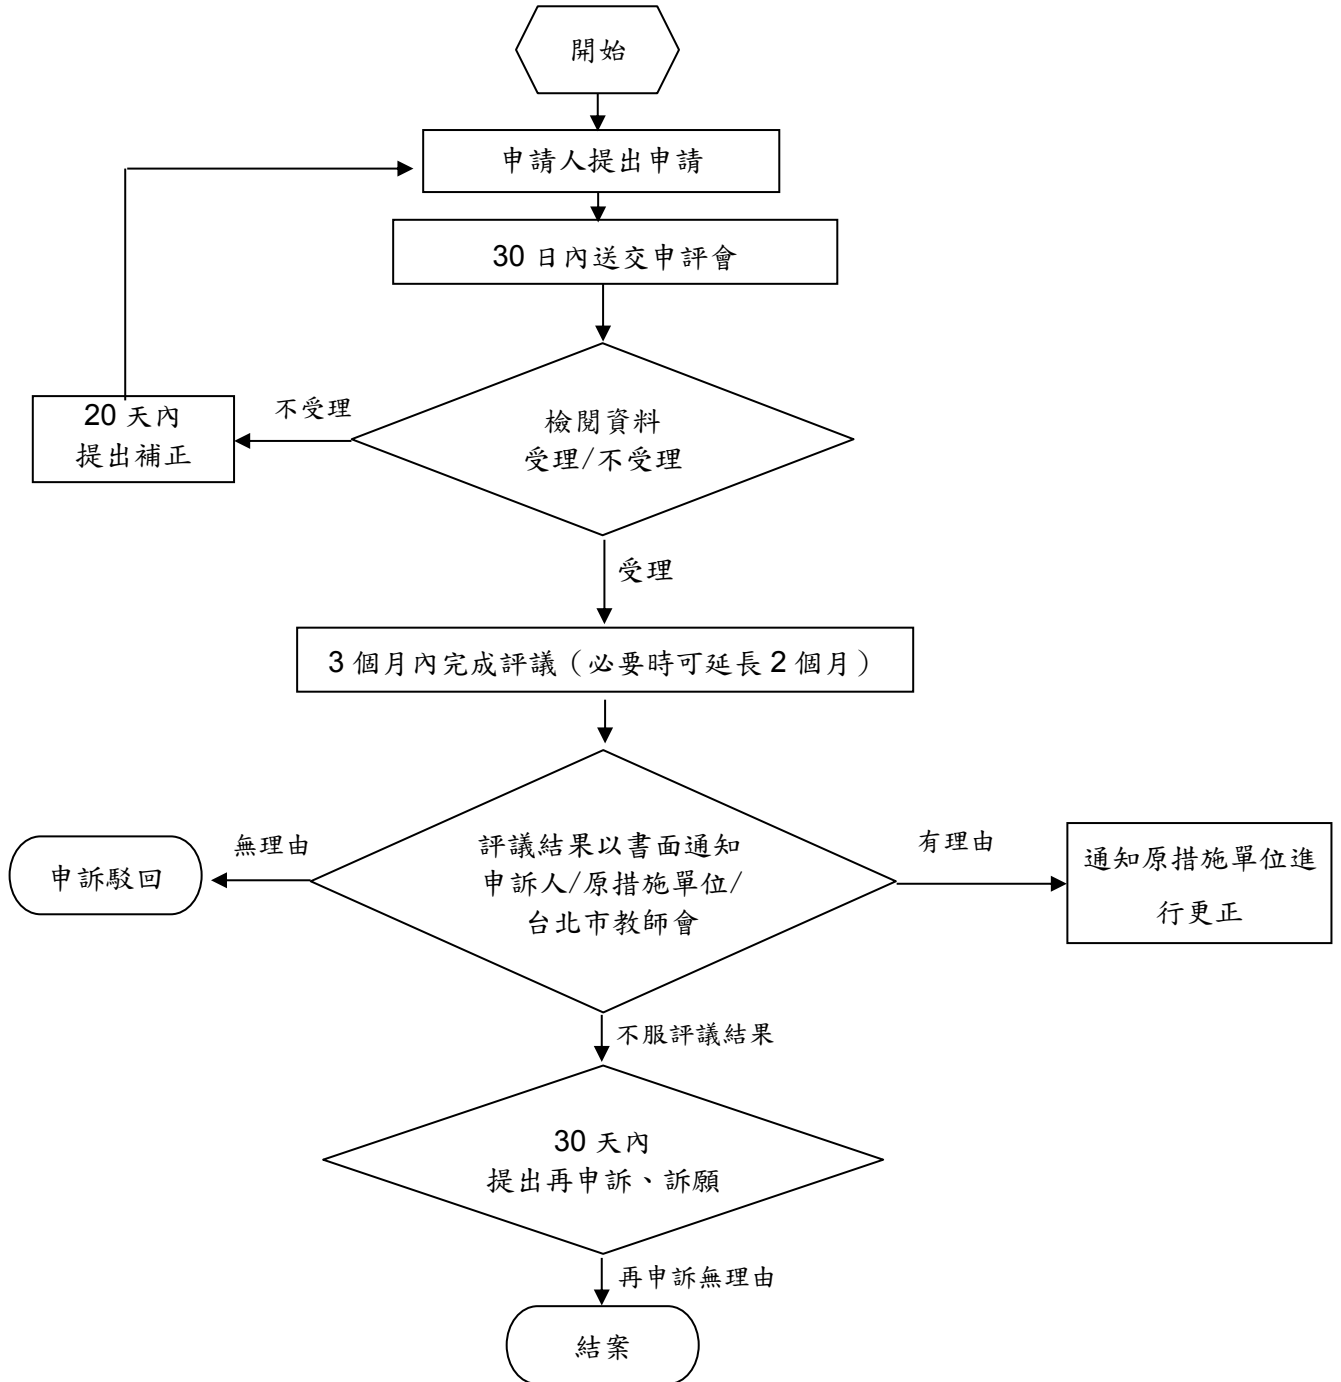 開始
申請人提出申請
30 日內送交申評會
檢閱資料
受理/不受理
不受理
20 天內
提出補正
受理
3 個月內完成評議（必要時可延長 2 個月）
評議結果以書面通知
申訴人/原措施單位/
台北市教師會
無理由
申訴駁回
有理由
通知原措施單位進
行更正
不服評議結果
30 天內
提出再申訴、訴願
再申訴無理由
結案